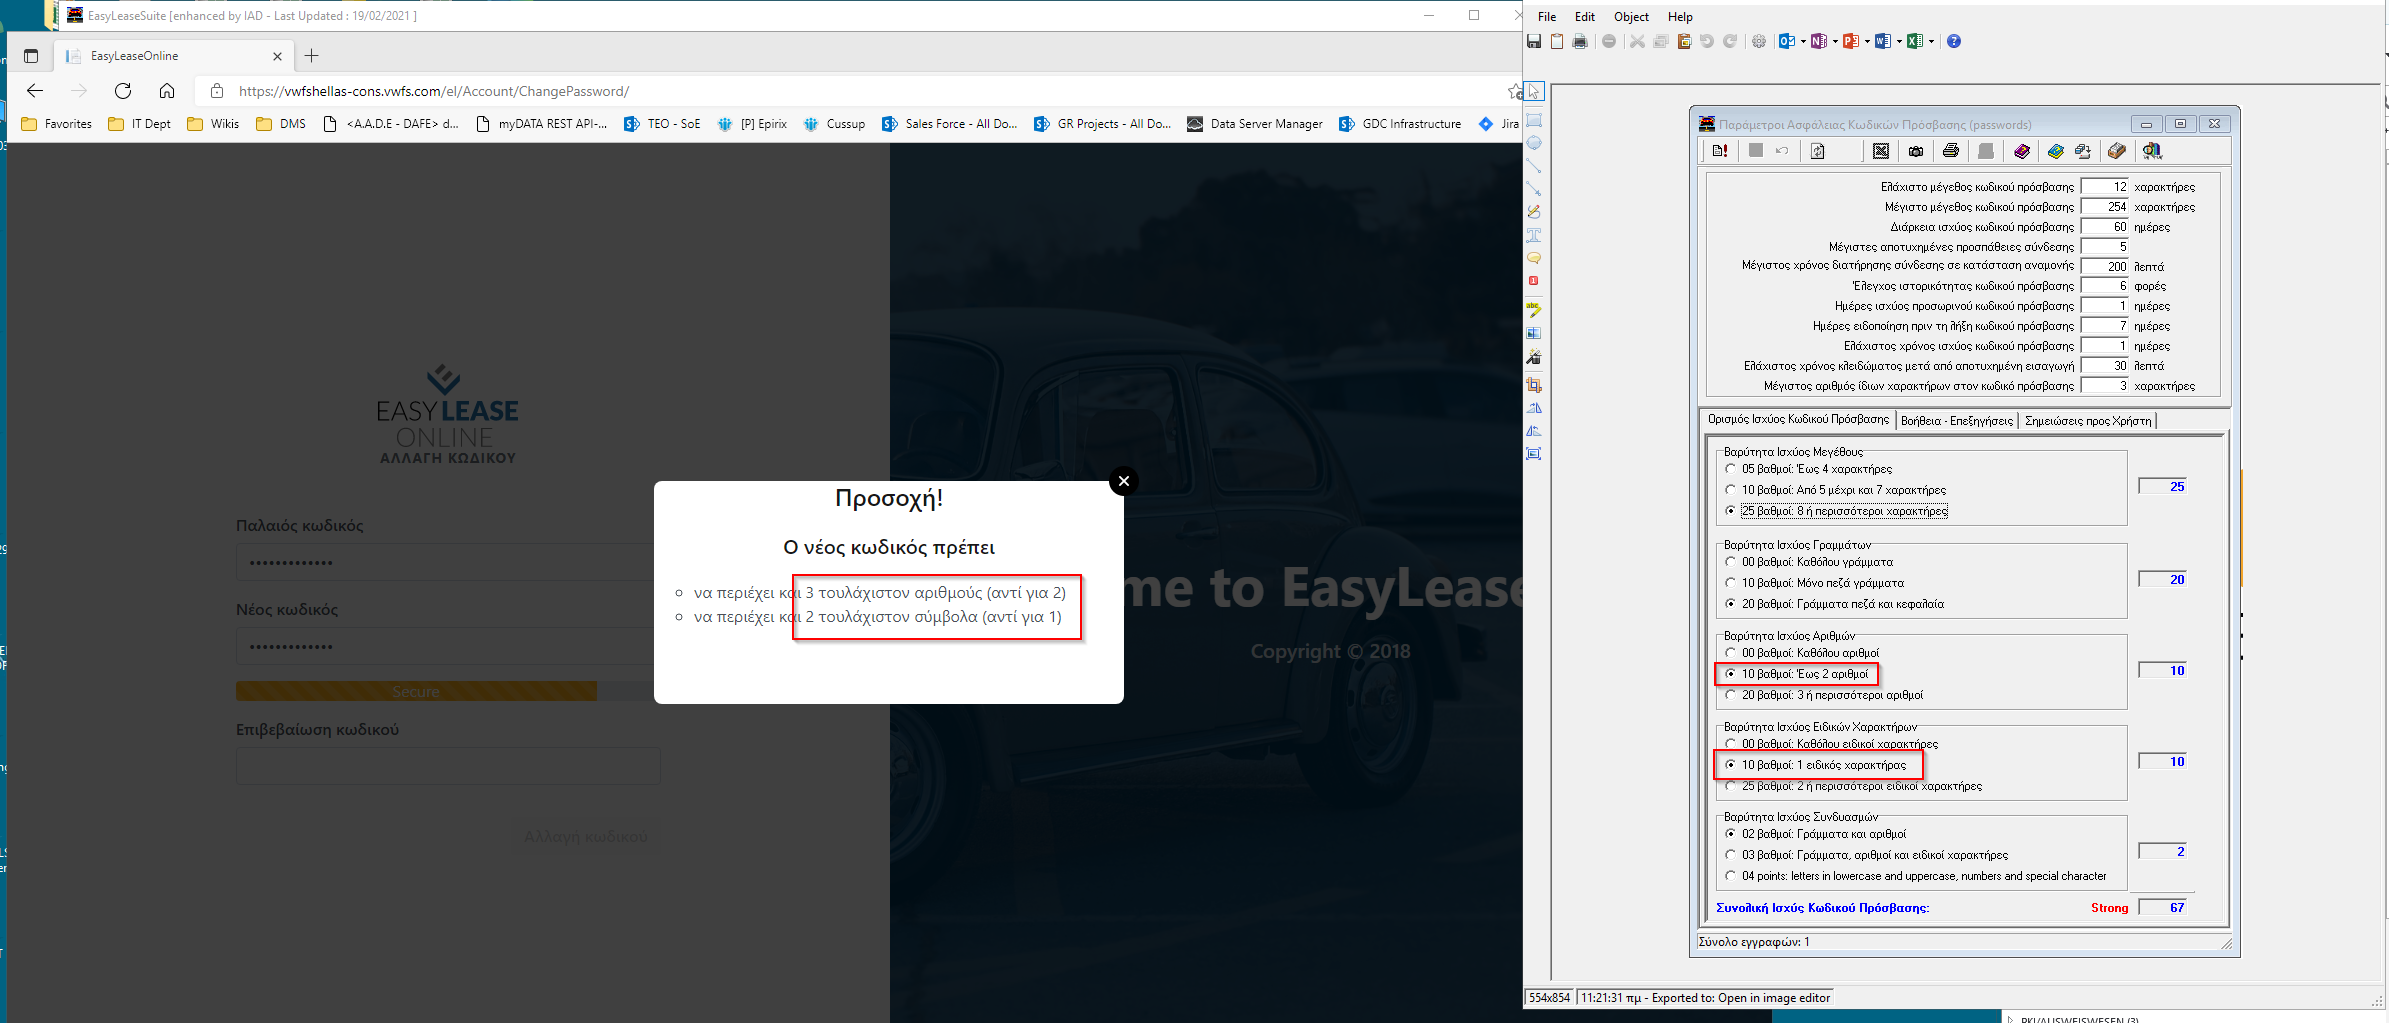 EasyLeaseSuite [enhanced by IAD - Last Updated : 19/02/2021 ]
EasyLeaseOnline
https://vwfshellas-cons.vwfs.com/el/Account/ChangePassword/
Favorites IT Dept Wikis DMS <A.A.D.E - DAFE> d... myDATA REST API-... TEO - SoE [P] Epirix Cussup Sales Force - All Do... GR Projects - All Do... Data Server Manager GDC Infrastructure Jira
EASYLEASE
ONLINE
ΑΛΛΑΓΗ ΚΩΔΙΚΟΥ
Παλαιός κωδικός
•••••••••••••
Νέος κωδικός
•••••••••••••
Secure
Επιβεβαίωση κωδικού
Αλλαγή κωδικού
Προσοχή!
Ο νέος κωδικός πρέπει
να περιέχει και 3 τουλάχιστον αριθμούς (αντί για 2)
να περιέχει και 2 τουλάχιστον σύμβολα (αντί για 1)
me to EasyLease
Copyright © 2018
File Edit Object Help
Παράμετροι Ασφάλειας Κωδικών Πρόσβασης (passwords)
Ελάχιστο μέγεθος κωδικού πρόσβασης 12 χαρακτήρες
Μέγιστο μέγεθος κωδικού πρόσβασης 254 χαρακτήρες
Διάρκεια ισχύος κωδικού πρόσβασης 60 ημέρες
Μέγιστες αποτυχημένες προσπάθειες σύνδεσης 5
Μέγιστος χρόνος διατήρησης σύνδεσης σε κατάσταση αναμονής 200 λεπτά
Έλεγχος ιστορικότητας κωδικού πρόσβασης 6 φορές
Ημέρες ισχύος προσωρινού κωδικού πρόσβασης 1 ημέρες
Ημέρες ειδοποίηση πριν τη λήξη κωδικού πρόσβασης 7 ημέρες
Ελάχιστος χρόνος ισχύος κωδικού πρόσβασης 1 ημέρες
Ελάχιστος χρόνος κλειδώματος μετά από αποτυχημένη εισαγωγή 30 λεπτά
Μέγιστος αριθμός ίδιων χαρακτήρων στον κωδικό πρόσβασης 3 χαρακτήρες
Ορισμός Ισχύος Κωδικού Πρόσβασης Βοήθεια - Επεξηγήσεις Σημειώσεις προς Χρήστη
Βαρύτητα Ισχύος Μεγέθους
05 βαθμοί: Έως 4 χαρακτήρες
10 βαθμοί: Από 5 μέχρι και 7 χαρακτήρες
25
25 βαθμοί: 8 ή περισσότεροι χαρακτήρες
Βαρύτητα Ισχύος Γραμμάτων
00 βαθμοί: Καθόλου γράμματα
10 βαθμοί: Μόνο πεζά γράμματα
20
20 βαθμοί: Γράμματα πεζά και κεφαλαία
Βαρύτητα Ισχύος Αριθμών
00 βαθμοί: Καθόλου αριθμοί
10 βαθμοί: Έως 2 αριθμοί
10
20 βαθμοί: 3 ή περισσότεροι αριθμοί
Βαρύτητα Ισχύος Ειδικών Χαρακτήρων
00 βαθμοί: Καθόλου ειδικοί χαρακτήρες
10 βαθμοί: 1 ειδικός χαρακτήρας
10
25 βαθμοί: 2 ή περισσότεροι ειδικοί χαρακτήρες
Βαρύτητα Ισχύος Συνδυασμών
02 βαθμοί: Γράμματα και αριθμοί
03 βαθμοί: Γράμματα, αριθμοί και ειδικοί χαρακτήρες
2
04 points: letters in lowercase and uppercase, numbers and special character
Συνολική Ισχύς Κωδικού Πρόσβασης: Strong 67
Σύνολο εγγραφών: 1
554x854 11:21:31 πμ - Exported to: Open in image editor